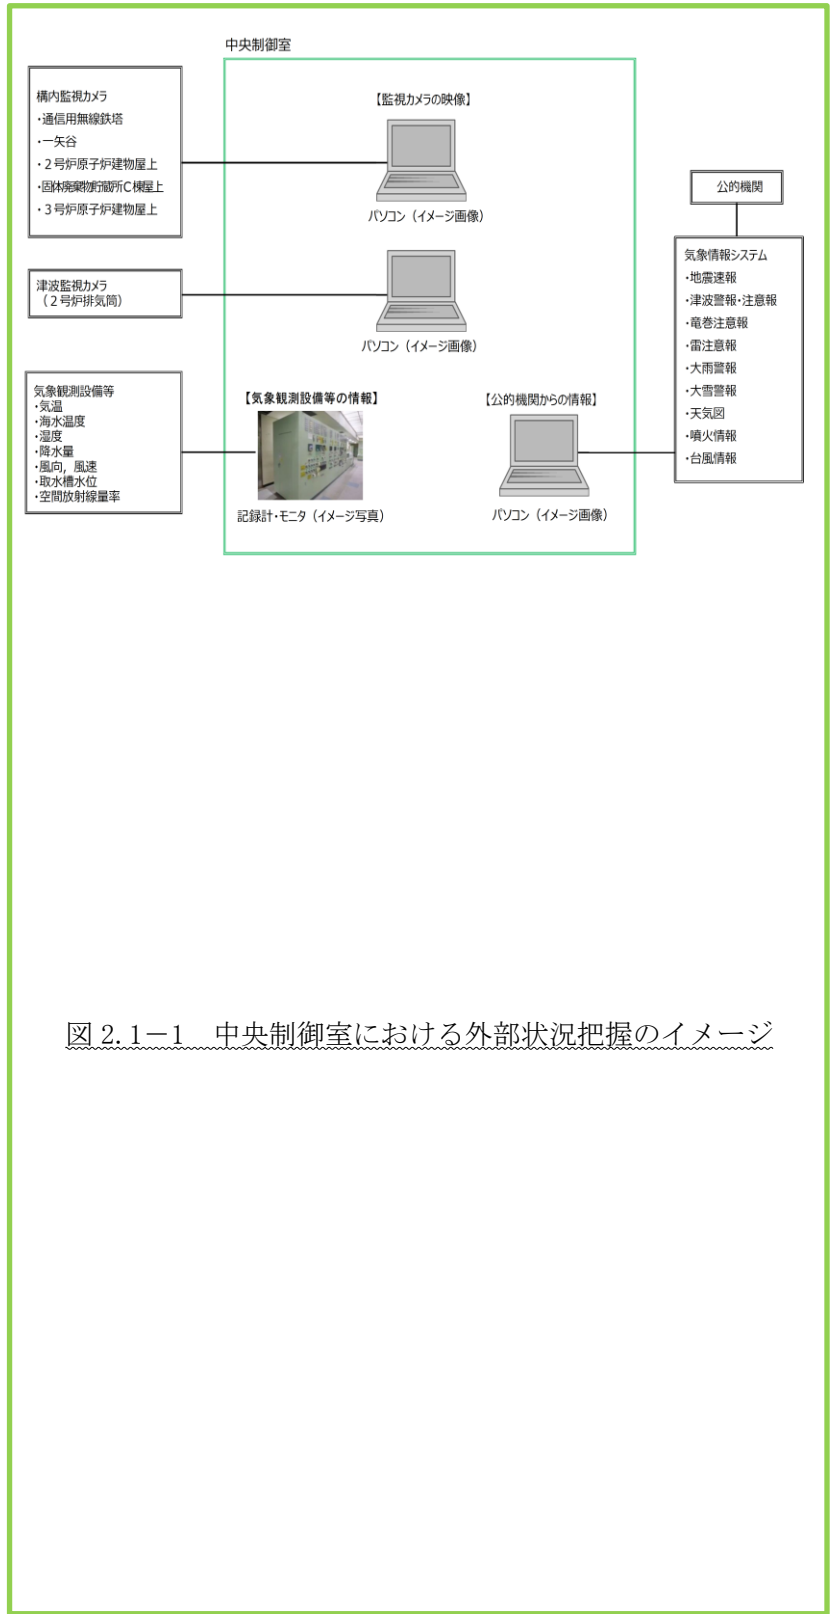 中央制御室
構内監視カメラ
・通信用無線鉄塔
・一矢谷
・２号炉原子炉建物屋上
・固体廃棄物貯蔵所Ｃ棟屋上
・３号炉原子炉建物屋上
【監視カメラの映像】
パソコン（イメージ画像）
津波監視カメラ
（２号炉排気筒）
パソコン（イメージ画像）
気象観測設備等
・気温
・海水温度
・湿度
・降水量
・風向，風速
・取水槽水位
・空間放射線量率
【気象観測設備等の情報】
記録計・モニタ（イメージ写真）
【公的機関からの情報】
パソコン（イメージ画像）
公的機関
気象情報システム
・地震速報
・津波警報・注意報
・竜巻注意報
・雷注意報
・大雨警報
・大雪警報
・天気図
・噴火情報
・台風情報
図 2.1－1　中央制御室における外部状況把握のイメージ